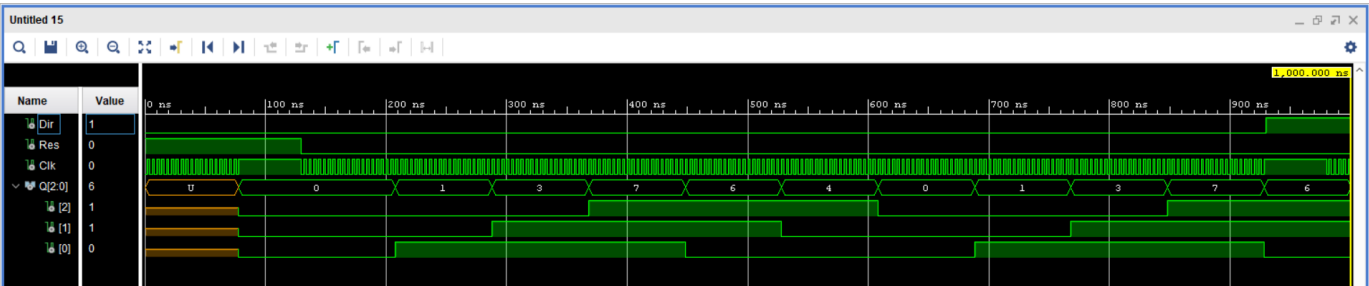 Untitled 15
1,000.000 ns
Name Value
0 ns 100 ns 200 ns 300 ns 400 ns 500 ns 600 ns 700 ns 800 ns 900 ns
Dir 1
Res 0
Clk 0
Q[2:0] 6 U 0 1 3 7 6 4 0 1 3 7 6
[2] 1
[1] 1
[0] 0